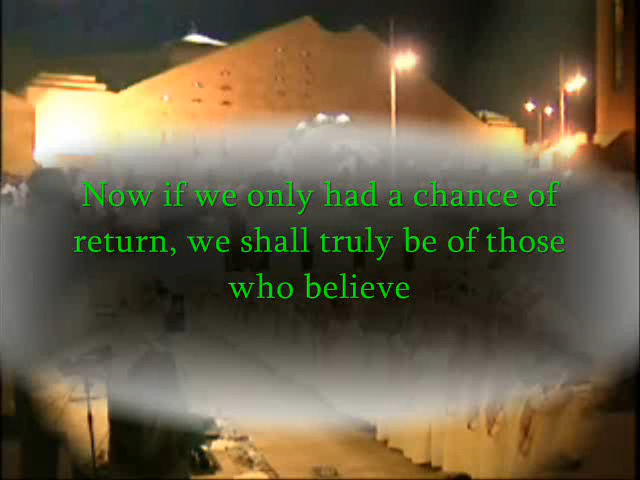 Now if we only had a chance of
return, we shall truly be of those
who believe